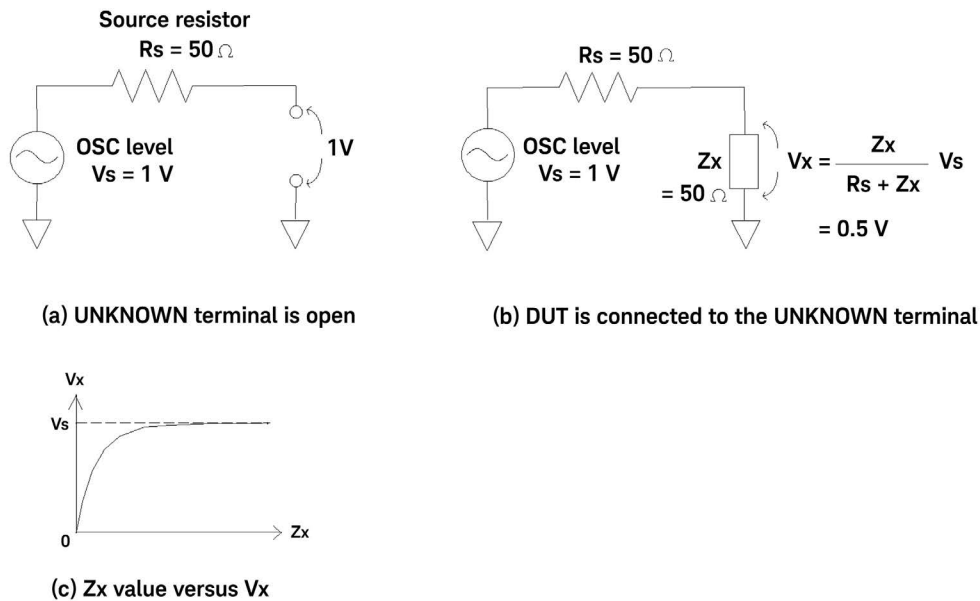 Source resistor
Rs = 50 Ω
OSC level
Vs = 1 V
1V
(a) UNKNOWN terminal is open
Rs = 50 Ω
OSC level
Vs = 1 V
Zx
= 50 Ω
Vx = Zx / Rs + Zx Vs
= 0.5 V
(b) DUT is connected to the UNKNOWN terminal
Vx
Vs
0
Zx
(c) Zx value versus Vx